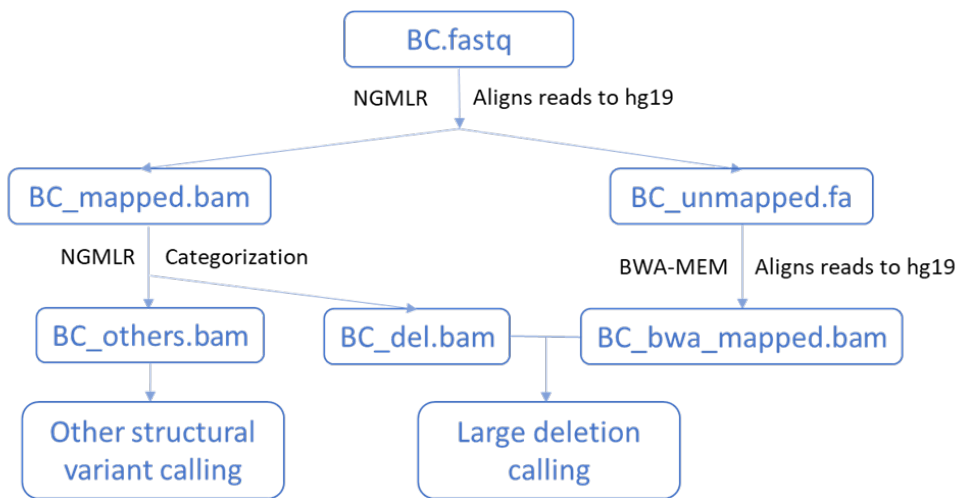 BC.fastq
NGMLR
Aligns reads to hg19
BC_mapped.bam
BC_unmapped.fa
NGMLR
Categorization
BWA-MEM
Aligns reads to hg19
BC_others.bam
BC_del.bam
BC_bwa_mapped.bam
Other structural
variant calling
Large deletion
calling